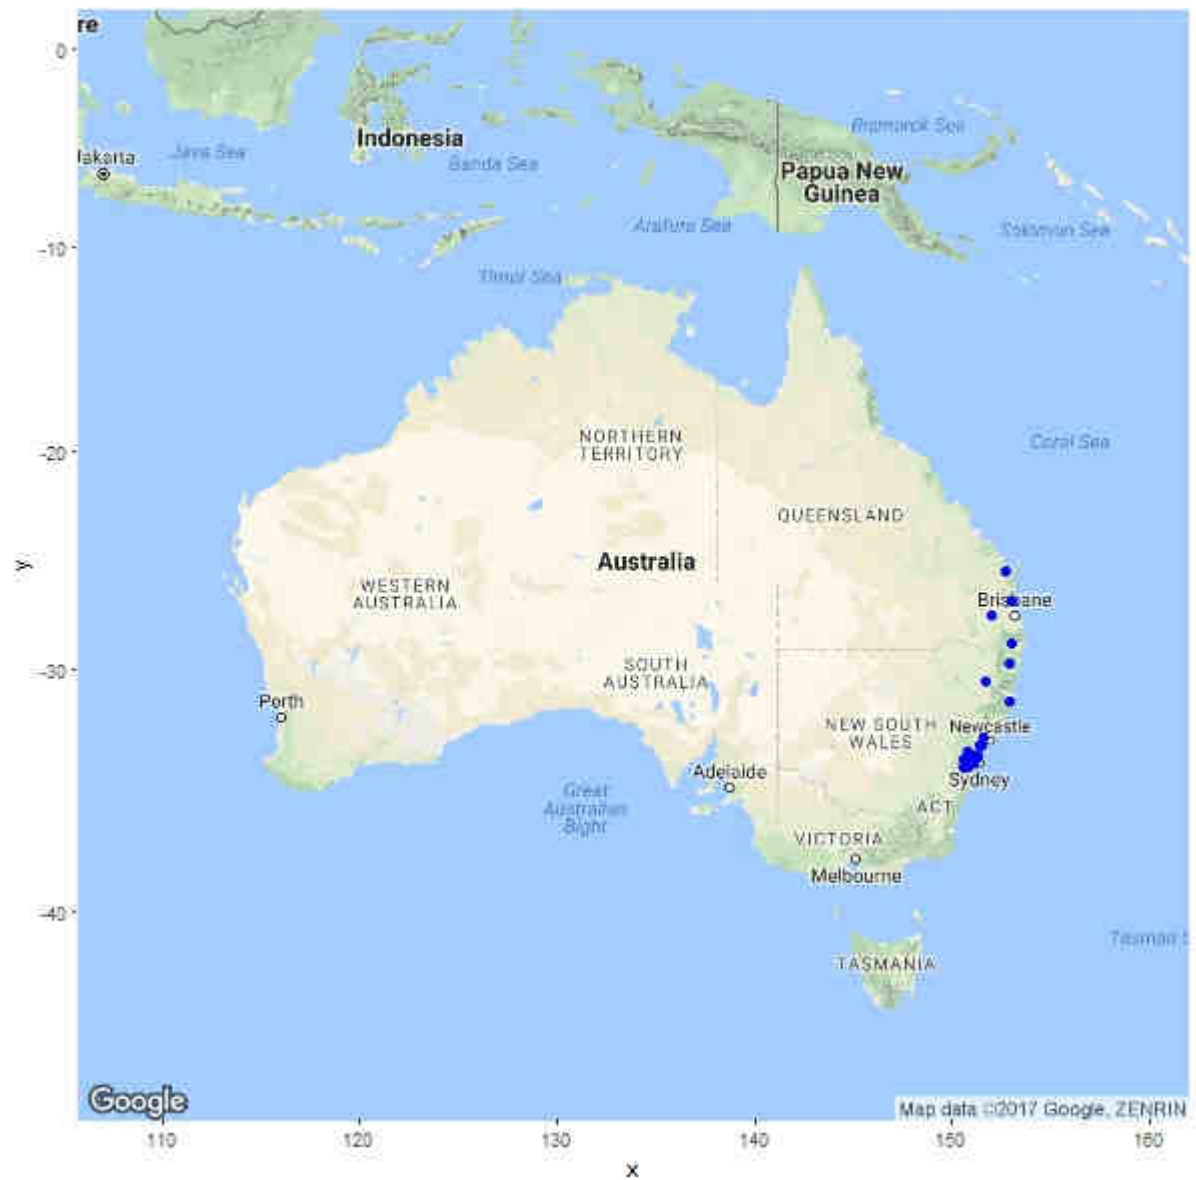 re
0
Indonesia
Bismarck Sea
Jakarta
Java Sea
Banda Sea
Papua New
Guinea
Arafura Sea
Solomon Sea
-10
Timor Sea
NORTHERN
TERRITORY
Coral Sea
-20
QUEENSLAND
y
Australia
WESTERN
AUSTRALIA
Brisbane
SOUTH
AUSTRALIA
-30
Perth
NEW SOUTH
WALES
Newcastle
Adelaide
Sydney
Great
Australian
Bight
ACT
VICTORIA
Melbourne
-40
Tasman S
TASMANIA
Google
Map data ©2017 Google, ZENRIN
110
120
130
140
150
160
x